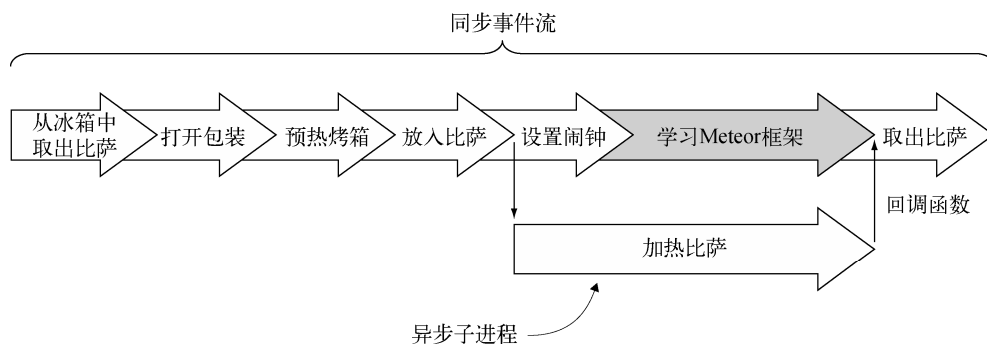 同步事件流
从冰箱中
取出比萨
打开包装
预热烤箱
放入比萨
设置闹钟
学习Meteor框架
取出比萨
回调函数
加热比萨
异步子进程